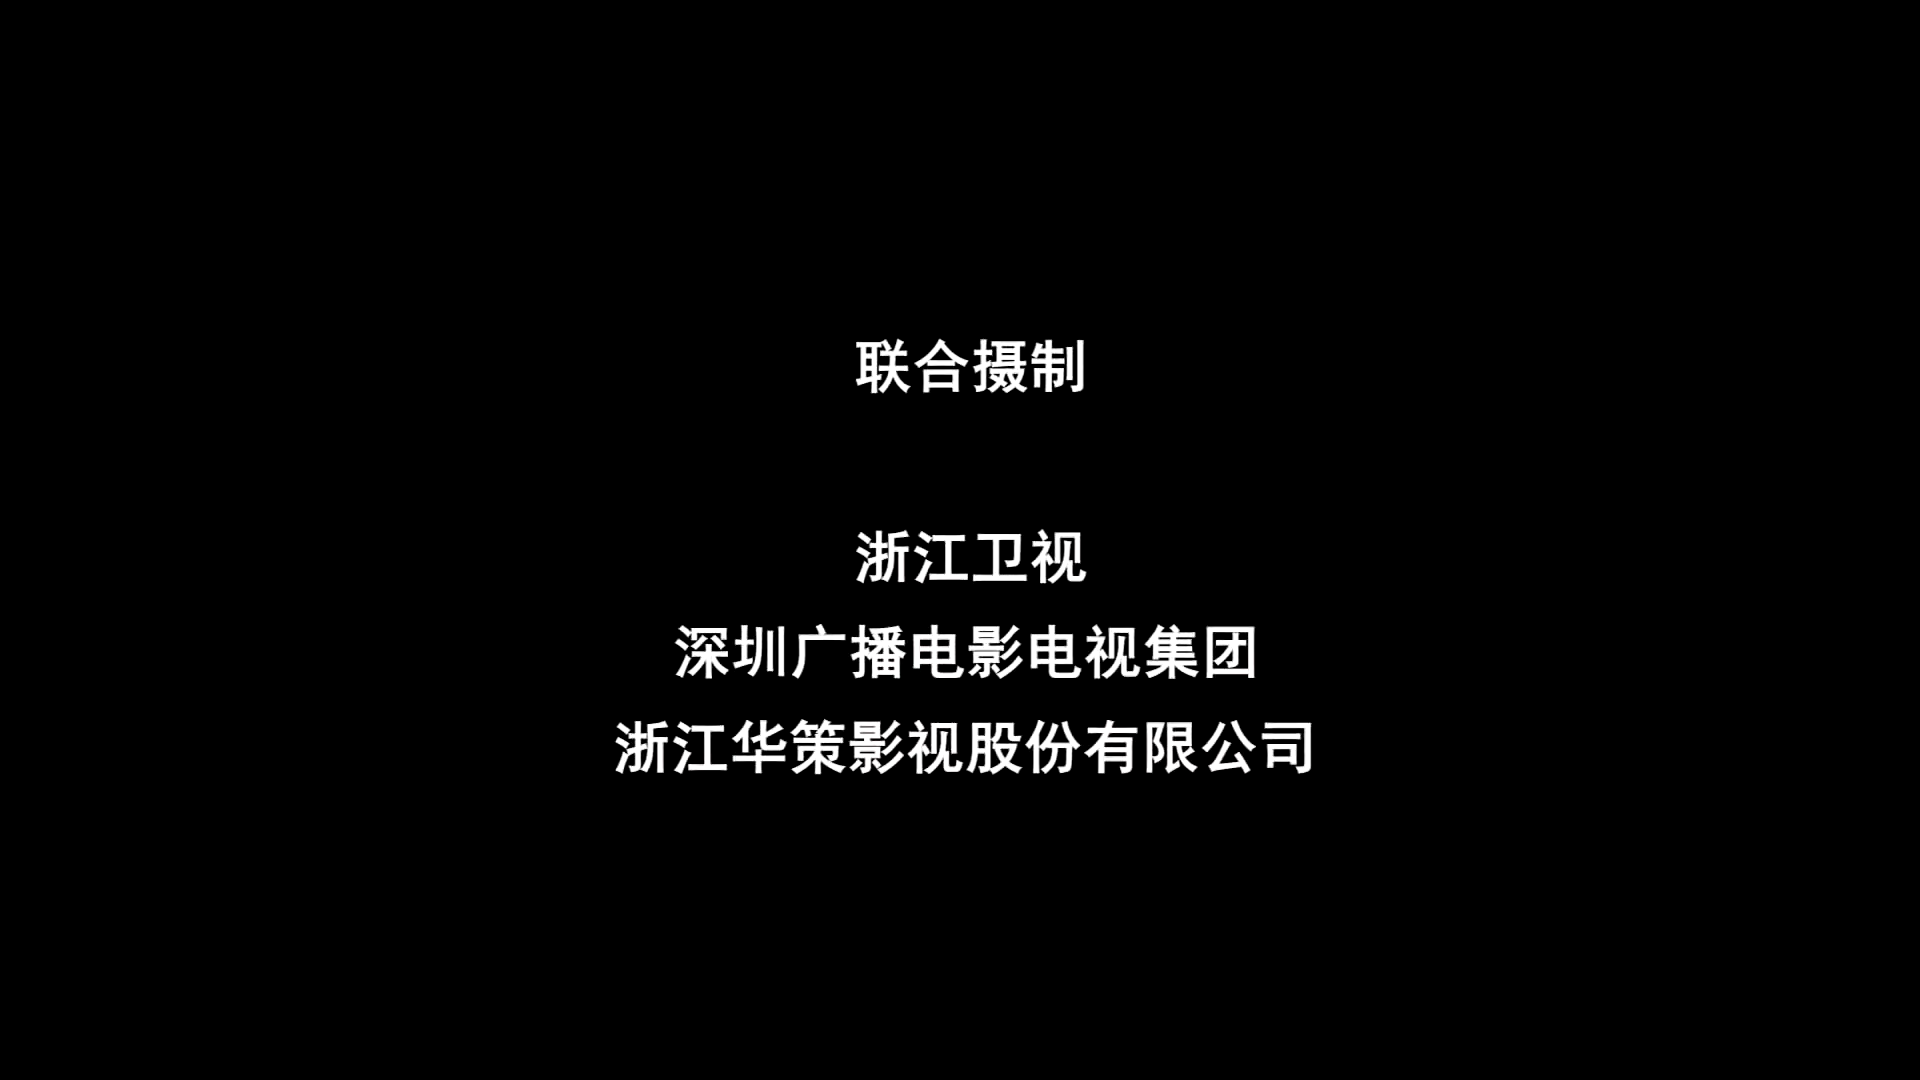 联合摄制
浙江卫视
深圳广播电影电视集团
浙江华策影视股份有限公司